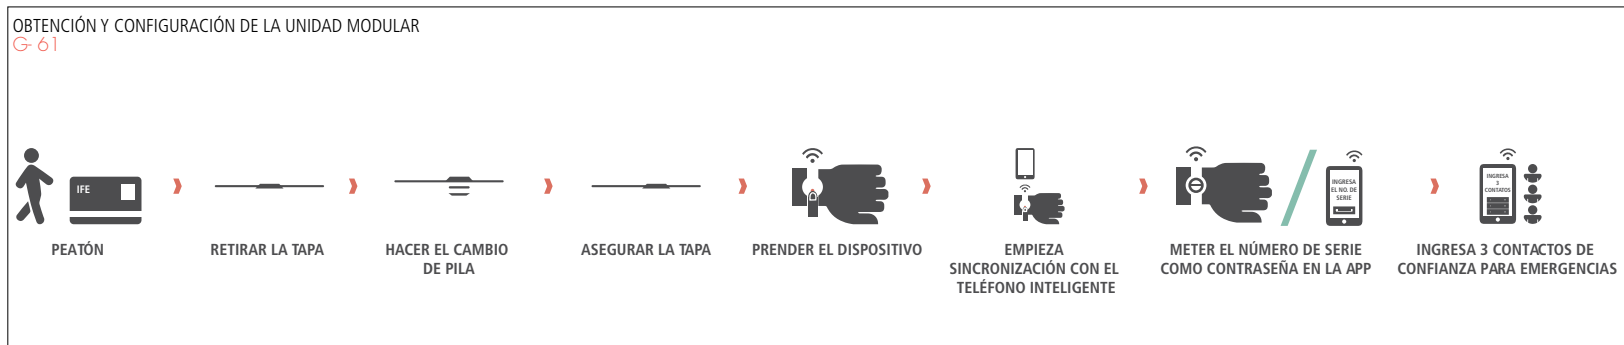 OBTENCIÓN Y CONFIGURACIÓN DE LA UNIDAD MODULAR
G-61
IFE
PEATÓN
RETIRAR LA TAPA
HACER EL CAMBIO
DE PILA
ASEGURAR LA TAPA
PRENDER EL DISPOSITIVO
EMPIEZA
SINCRONIZACIÓN CON EL
TELÉFONO INTELIGENTE
INGRESA
EL NO. DE
SERIE
METER EL NÚMERO DE SERIE
COMO CONTRASEÑA EN LA APP
INGRESA
3
CONTATOS
INGRESA 3 CONTACTOS DE
CONFIANZA PARA EMERGENCIAS